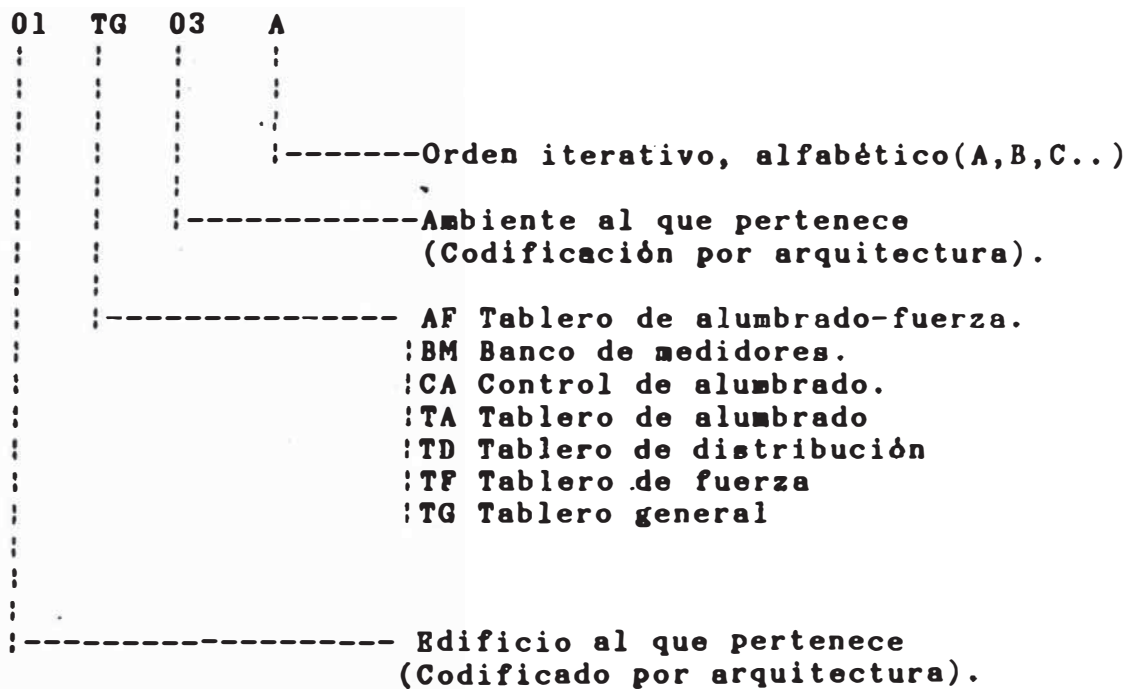 01 TG 03 A
Orden iterativo, alfabético(A,B,C..)
Ambiente al que pertenece
(Codificación por arquitectura).
AF Tablero de alumbrado-fuerza.
BM Banco de medidores.
CA Control de alumbrado.
TA Tablero de alumbrado
TD Tablero de distribución
TF Tablero de fuerza
TG Tablero general
Edificio al que pertenece
(Codificado por arquitectura).